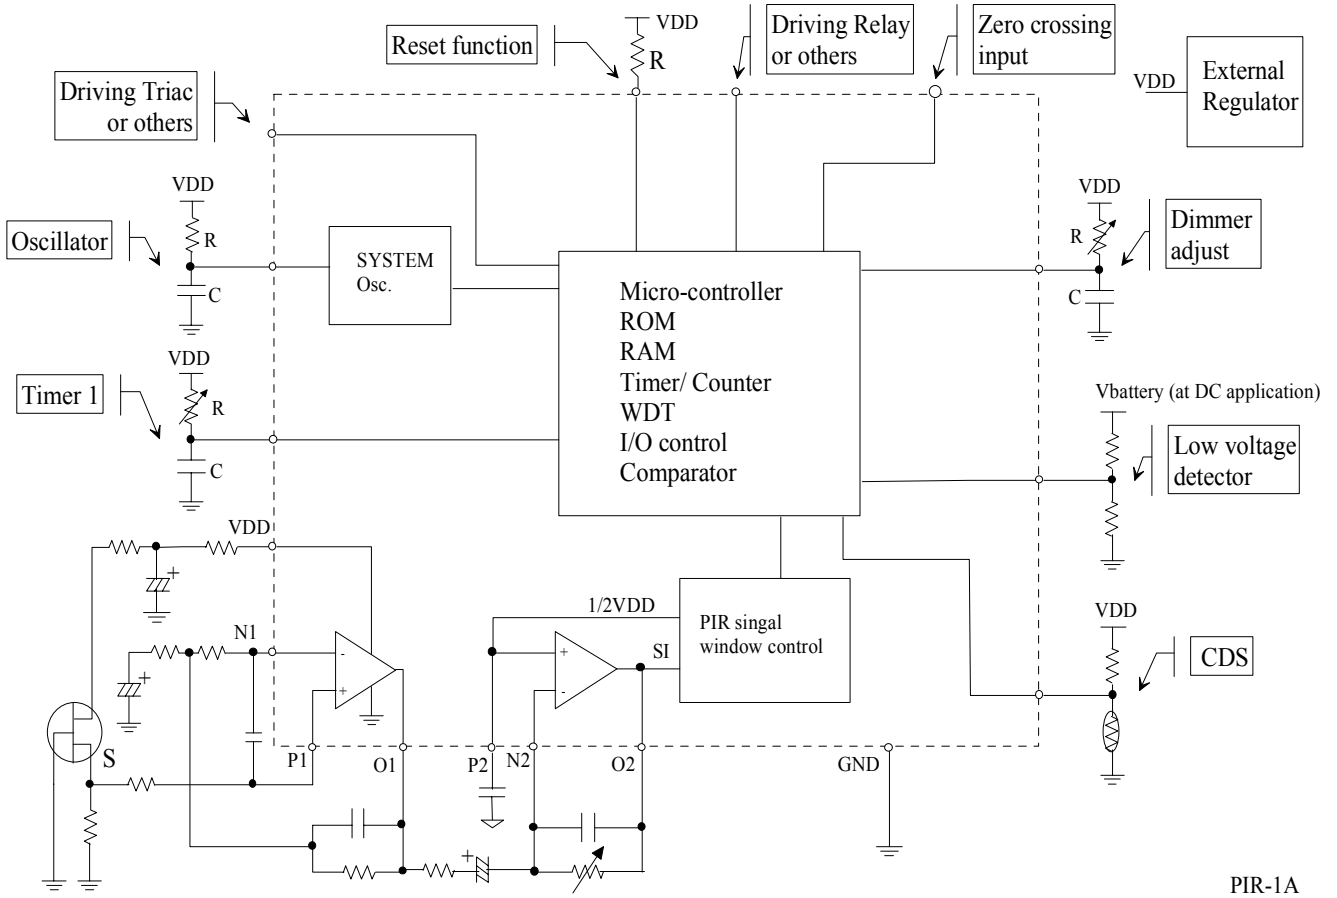 Reset function
VDD
R
Driving Relay
or others
Zero crossing
input
External
Regulator
VDD
Driving Triac
or others
VDD
R
C
Oscillator
SYSTEM
Osc.
VDD
R
C
Dimmer
adjust
Micro-controller
ROM
RAM
Timer/ Counter
WDT
I/O control
Comparator
VDD
R
C
Timer 1
Vbattery (at DC application)
Low voltage
detector
VDD
N1
-
+
1/2VDD
+
-
SI
PIR singal
window control
VDD
CDS
+
+
S
P1
O1
P2
N2
O2
GND
+
PIR-1A